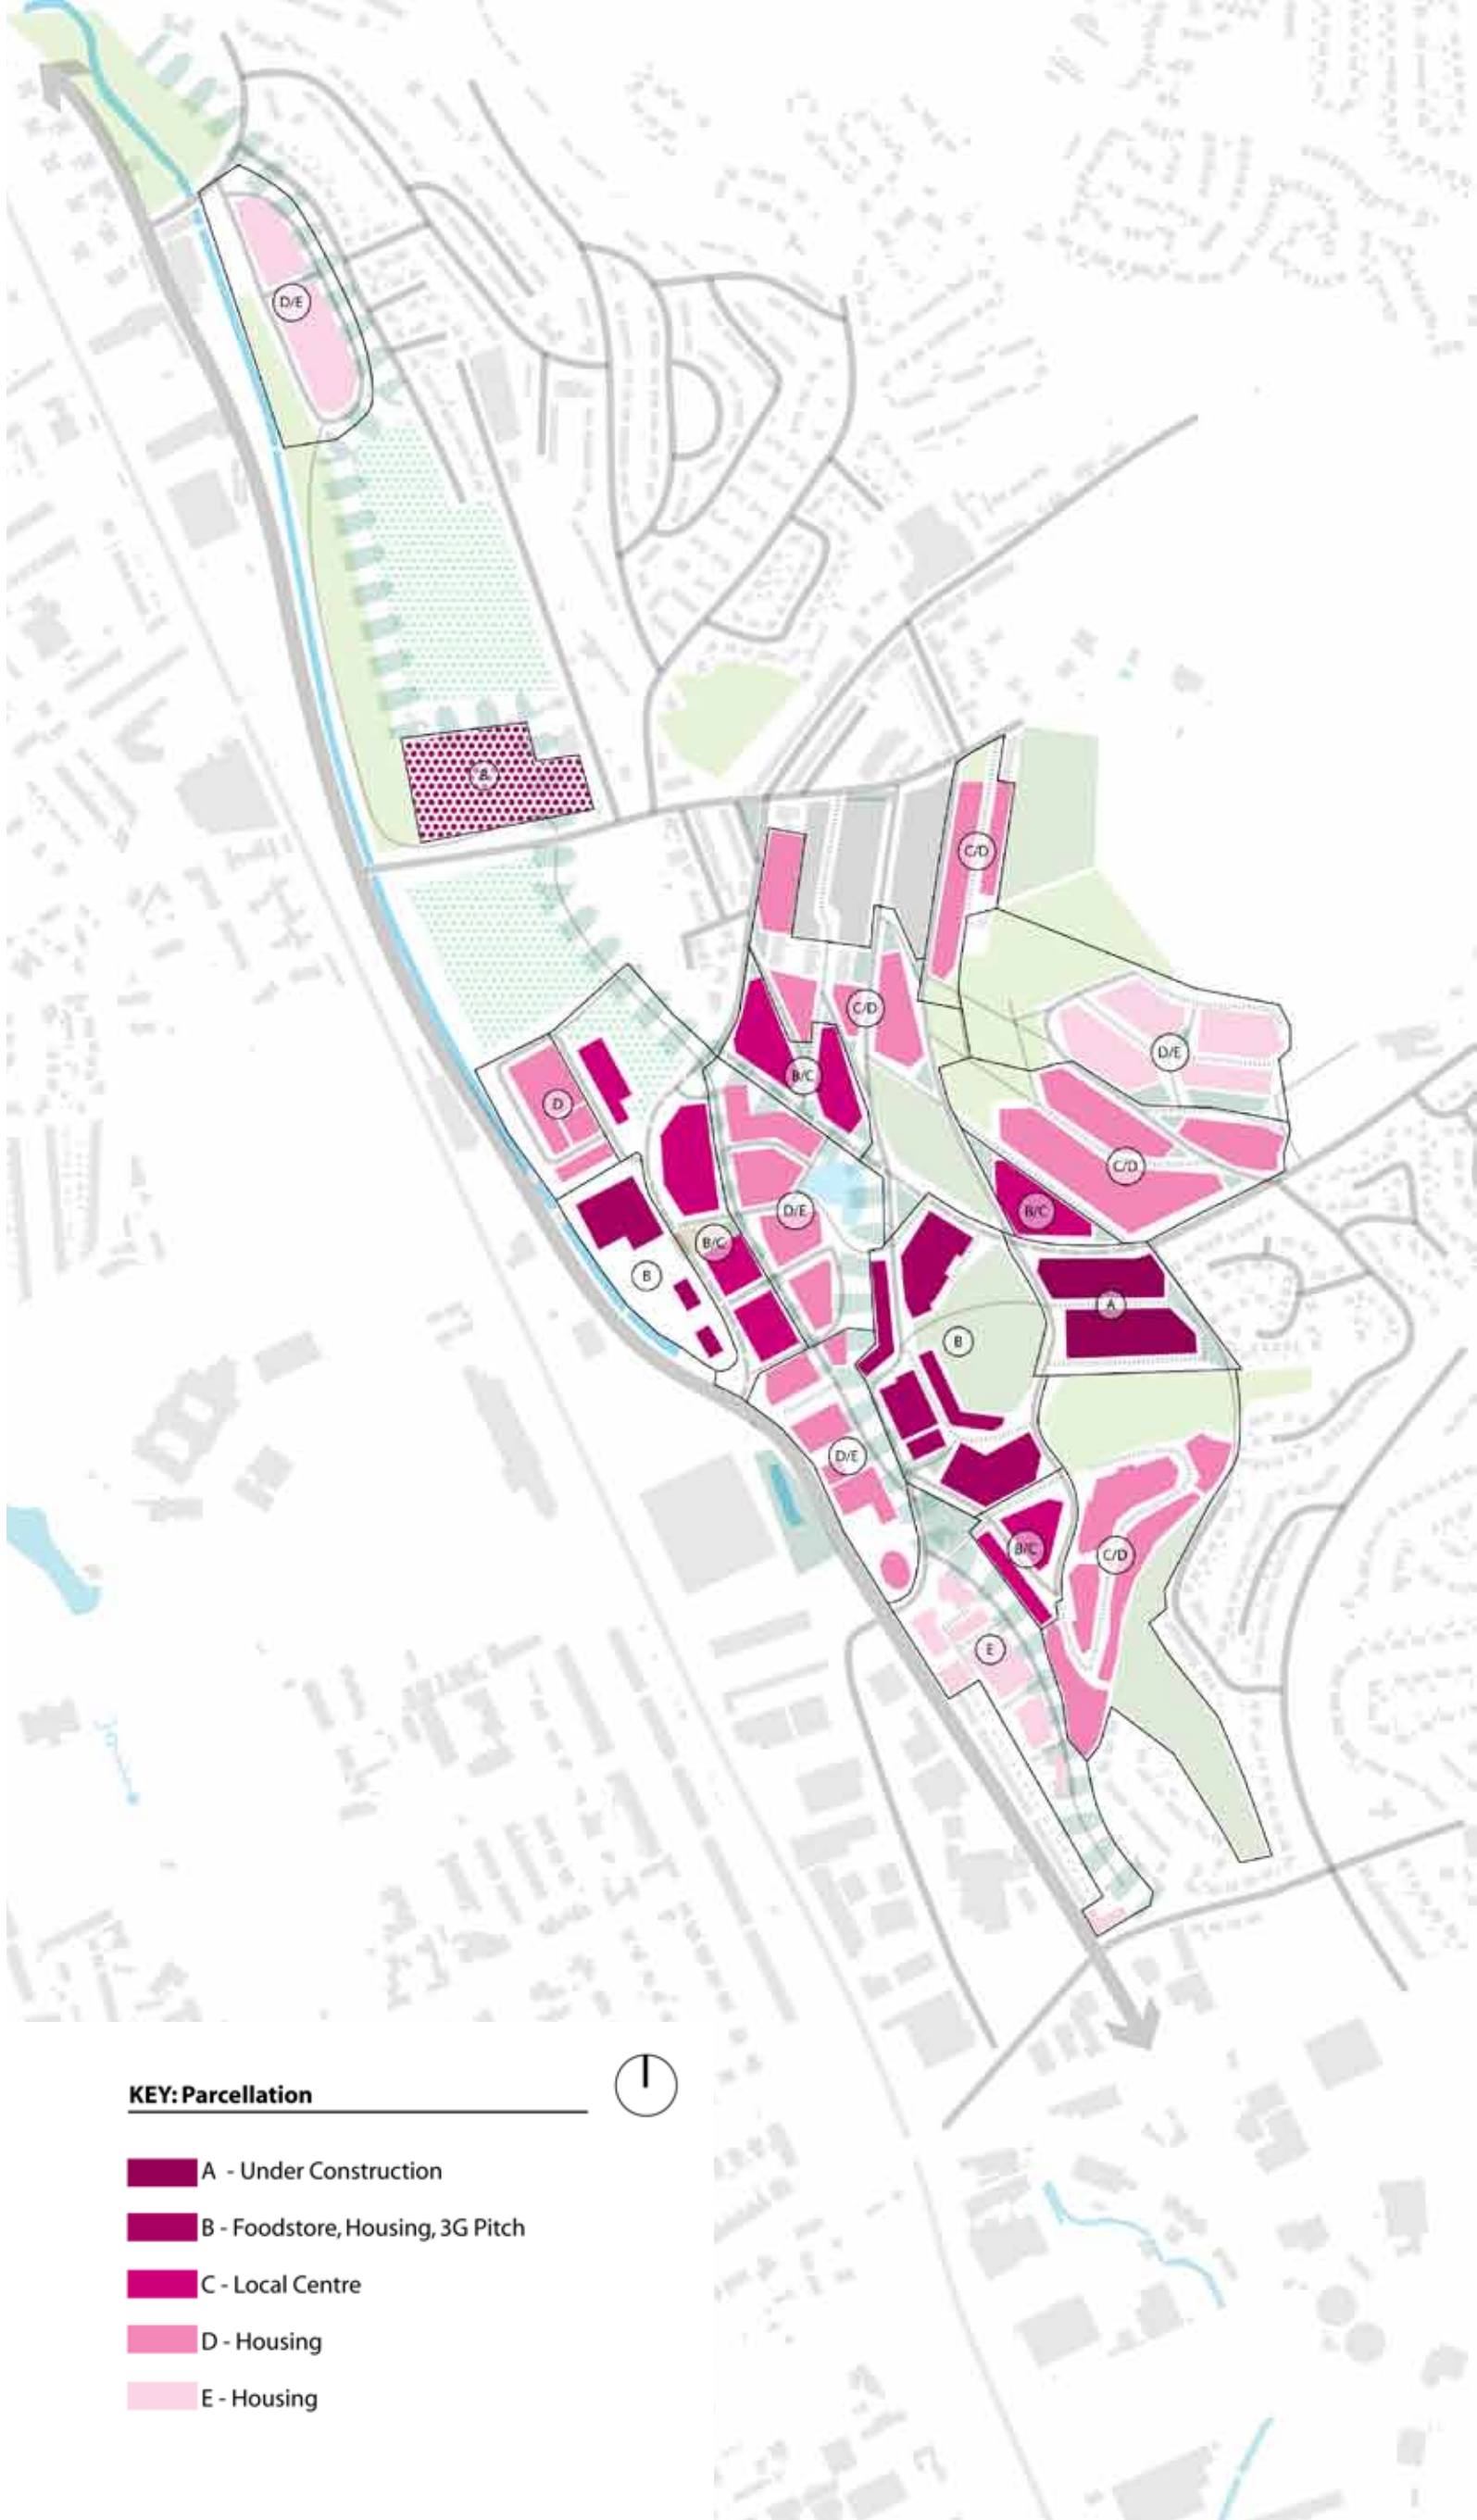 D/E
B
C/D
C/D
D/E
B/C
D
C/D
D/E
B/C
B/C
B
A
B
D/E
B/C
C/D
E
KEY: Parcellation
A - Under Construction
B - Foodstore, Housing, 3G Pitch
C - Local Centre
D - Housing
E - Housing